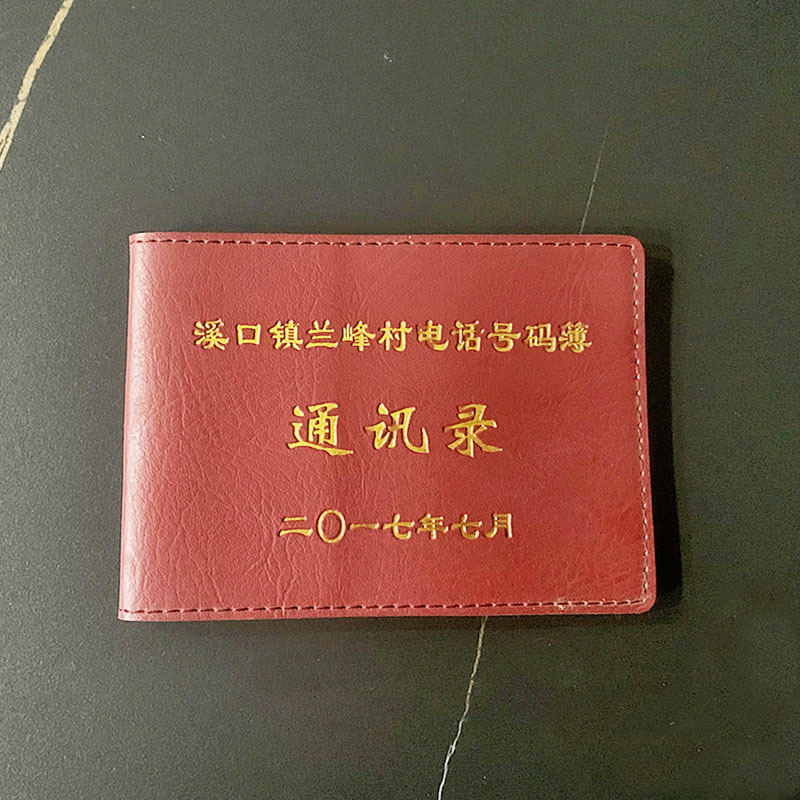 溪口镇兰峰村电话号码薄
通讯录
二〇一七年七月